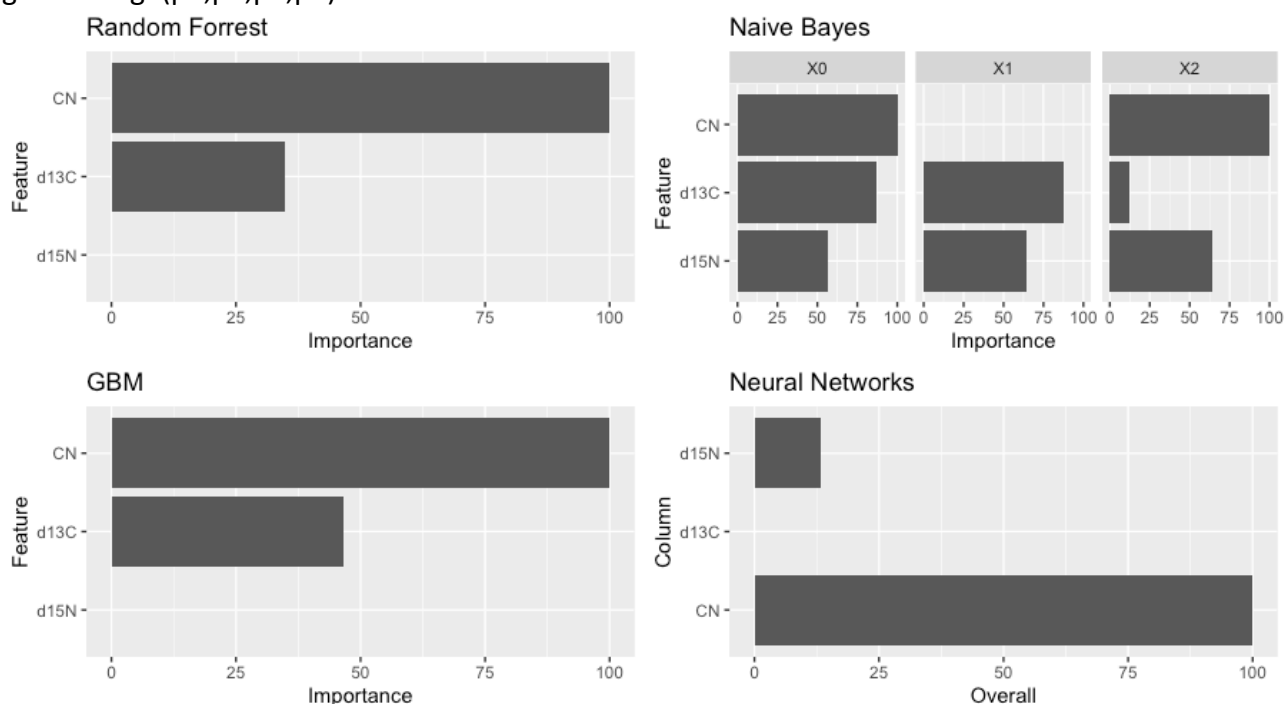 Random Forrest
Feature
CN
d13C
d15N
0 25 50 75 100
Importance
Naive Bayes
X0 X1 X2
Feature
CN
d13C
d15N
0 25 50 75 100 0 25 50 75 100 0 25 50 75 100
Importance
GBM
Feature
CN
d13C
d15N
0 25 50 75 100
Importance
Neural Networks
Column
d15N
d13C
CN
0 25 50 75 100
Overall